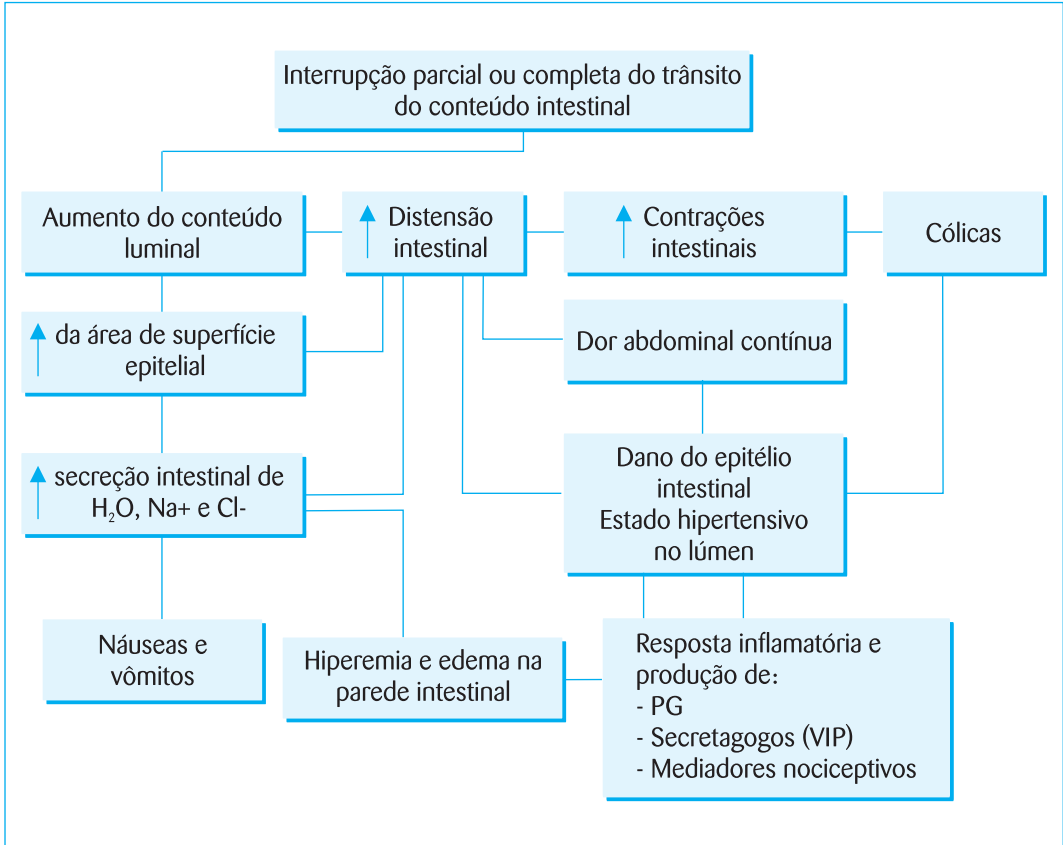 Interrupção parcial ou completa do trânsito
do conteúdo intestinal
Aumento do conteúdo
luminal
Distensão
intestinal
Contrações
intestinais
Cólicas
da área de superfície
epitelial
Dor abdominal contínua
secreção intestinal de
H₂O, Na+ e Cl-
Dano do epitélio
intestinal
Estado hipertensivo
no lúmen
Náuseas e
vômitos
Hiperemia e edema na
parede intestinal
Resposta inflamatória e
produção de:
- PG
- Secretagogos (VIP)
- Mediadores nociceptivos